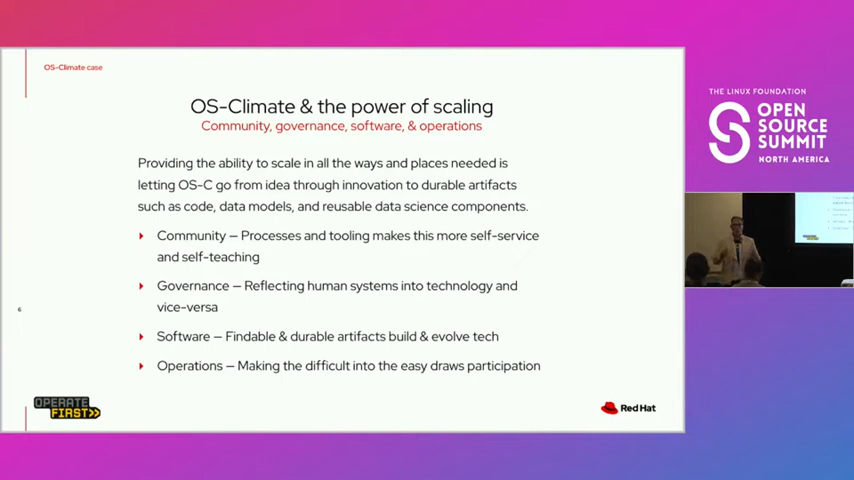 OS-Climate case
OS-Climate & the power of scaling
Community, governance, software, & operations
Providing the ability to scale in all the ways and places needed is
letting OS-C go from idea through innovation to durable artifacts
such as code, data models, and reusable data science components.
Community — Processes and tooling makes this more self-service
and self-teaching
Governance — Reflecting human systems into technology and
vice-versa
Software — Findable & durable artifacts build & evolve tech
Operations — Making the difficult into the easy draws participation
6
OPERATE
FIRST
Red Hat
THE LINUX FOUNDATION
OPEN
SOURCE
SUMMIT
NORTH AMERICA